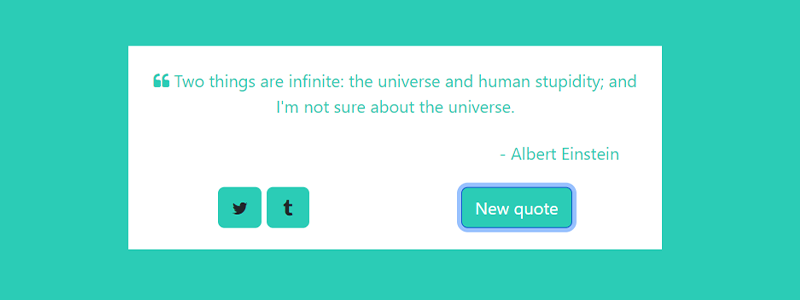 Two things are infinite: the universe and human stupidity; and
I'm not sure about the universe.
- Albert Einstein
New quote